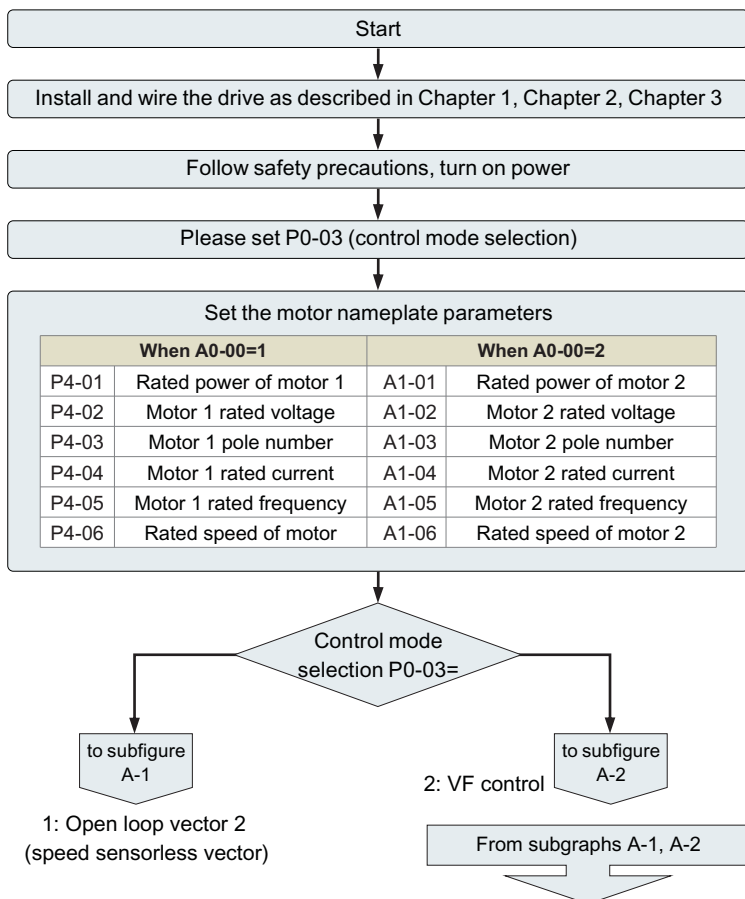 Start
Install and wire the drive as described in Chapter 1, Chapter 2, Chapter 3
Follow safety precautions, turn on power
Please set P0-03 (control mode selection)
Set the motor nameplate parameters
When A0-00=1 When A0-00=2
P4-01 Rated power of motor 1 A1-01 Rated power of motor 2
P4-02 Motor 1 rated voltage A1-02 Motor 2 rated voltage
P4-03 Motor 1 pole number A1-03 Motor 2 pole number
P4-04 Motor 1 rated current A1-04 Motor 2 rated current
P4-05 Motor 1 rated frequency A1-05 Motor 2 rated frequency
P4-06 Rated speed of motor A1-06 Rated speed of motor 2
Control mode
selection P0-03=
to subfigure
A-1
1: Open loop vector 2
(speed sensorless vector)
to subfigure
A-2
2: VF control
From subgraphs A-1, A-2